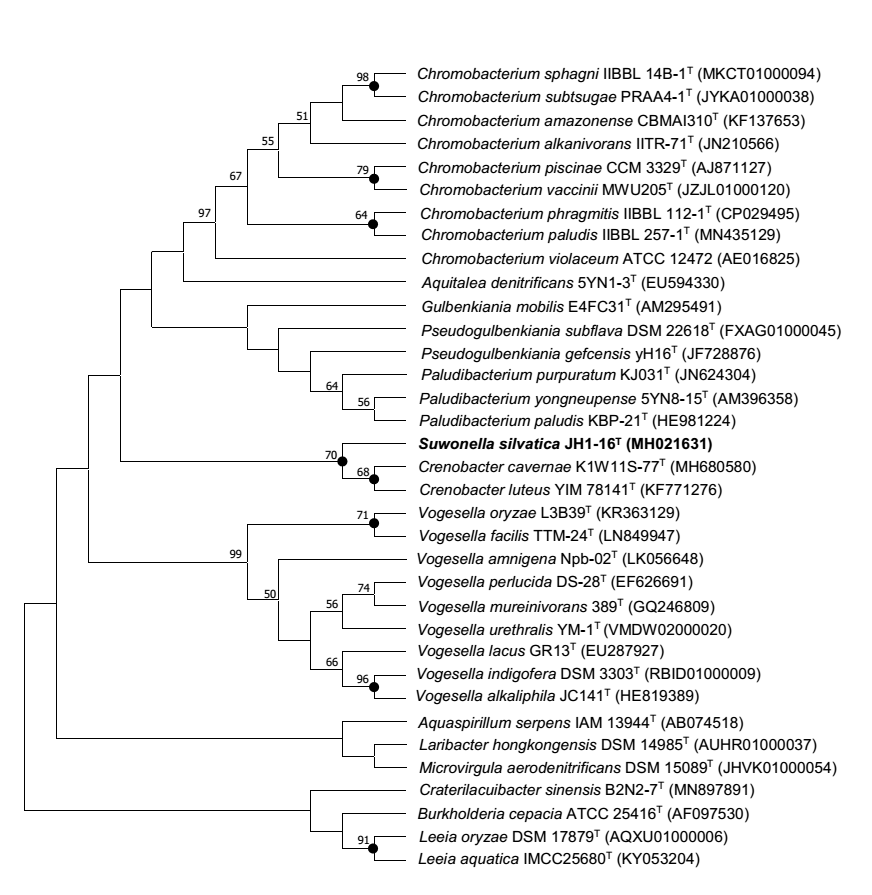 98
Chromobacterium sphagni IIBBL 14B-1ᵀ (MKCT01000094)
Chromobacterium subtsugae PRAA4-1ᵀ (JYKA01000038)
51
Chromobacterium amazonense CBMAI310ᵀ (KF137653)
55
Chromobacterium alkanivorans IITR-71ᵀ (JN210566)
79
Chromobacterium piscinae CCM 3329ᵀ (AJ871127)
67
Chromobacterium vaccinii MWU205ᵀ (JZJL01000120)
97
64
Chromobacterium phragmitis IIBBL 112-1ᵀ (CP029495)
Chromobacterium paludis IIBBL 257-1ᵀ (MN435129)
Chromobacterium violaceum ATCC 12472 (AE016825)
Aquitalea denitrificans 5YN1-3ᵀ (EU594330)
Gulbenkiania mobilis E4FC31ᵀ (AM295491)
Pseudogulbenkiania subflava DSM 22618ᵀ (FXAG01000045)
Pseudogulbenkiania gefcensis yH16ᵀ (JF728876)
64
Paludibacterium purpuratum KJ031ᵀ (JN624304)
56
Paludibacterium yongneupense 5YN8-15ᵀ (AM396358)
Paludibacterium paludis KBP-21ᵀ (HE981224)
70
Suwonella silvatica JH1-16ᵀ (MH021631)
68
Crenobacter cavernae K1W11S-77ᵀ (MH680580)
Crenobacter luteus YIM 78141ᵀ (KF771276)
71
Vogesella oryzae L3B39ᵀ (KR363129)
Vogesella facilis TTM-24ᵀ (LN849947)
99
Vogesella amnigena Npb-02ᵀ (LK056648)
50
74
Vogesella perlucida DS-28ᵀ (EF626691)
56
Vogesella mureinivorans 389ᵀ (GQ246809)
Vogesella urethralis YM-1ᵀ (VMDW02000020)
66
Vogesella lacus GR13ᵀ (EU287927)
96
Vogesella indigofera DSM 3303ᵀ (RBID01000009)
Vogesella alkaliphila JC141ᵀ (HE819389)
Aquaspirillum serpens IAM 13944ᵀ (AB074518)
Laribacter hongkongensis DSM 14985ᵀ (AUHR01000037)
Microvirgula aerodenitrificans DSM 15089ᵀ (JHVK01000054)
Craterilacuibacter sinensis B2N2-7ᵀ (MN897891)
Burkholderia cepacia ATCC 25416ᵀ (AF097530)
91
Leeia oryzae DSM 17879ᵀ (AQXU01000006)
Leeia aquatica IMCC25680ᵀ (KY053204)